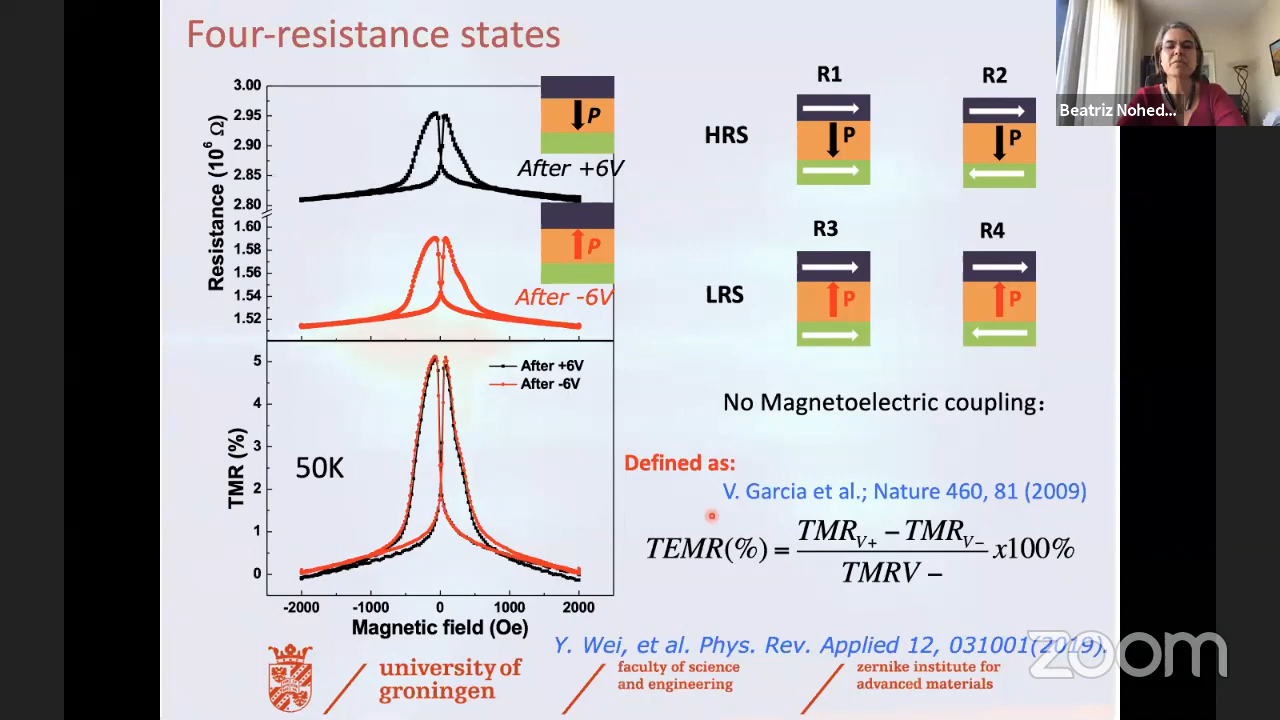 Four-resistance states
Beatriz Nohed...
3.00
2.95
2.90
2.85
2.80
1.60
1.58
1.56
1.54
1.52
Resistance (10⁶ Ω)
P
After +6V
P
After -6V
After +6V
After -6V
50K
5
4
3
2
1
0
TMR (%)
-2000 -1000 0 1000 2000
Magnetic field (Oe)
R1 R2
HRS
P P
R3 R4
LRS
P P
No Magnetoelectric coupling:
Defined as:
V. Garcia et al.; Nature 460, 81 (2009)
TEMR(%) = (TMR_V+ − TMR_V−) / (TMRV −) x100%
Y. Wei, et al. Phys. Rev. Applied 12, 031001(2019).
university of
groningen
faculty of science
and engineering
zernike institute for
advanced materials
zoom